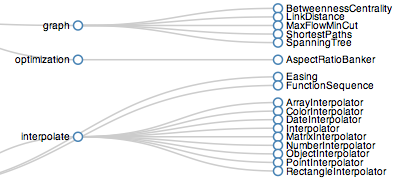 BetweennessCentrality
LinkDistance
graph
MaxFlowMinCut
ShortestPaths
SpanningTree
optimization
AspectRatioBanker
Easing
FunctionSequence
ArrayInterpolator
ColorInterpolator
DateInterpolator
Interpolator
interpolate
MatrixInterpolator
NumberInterpolator
ObjectInterpolator
PointInterpolator
RectangleInterpolator